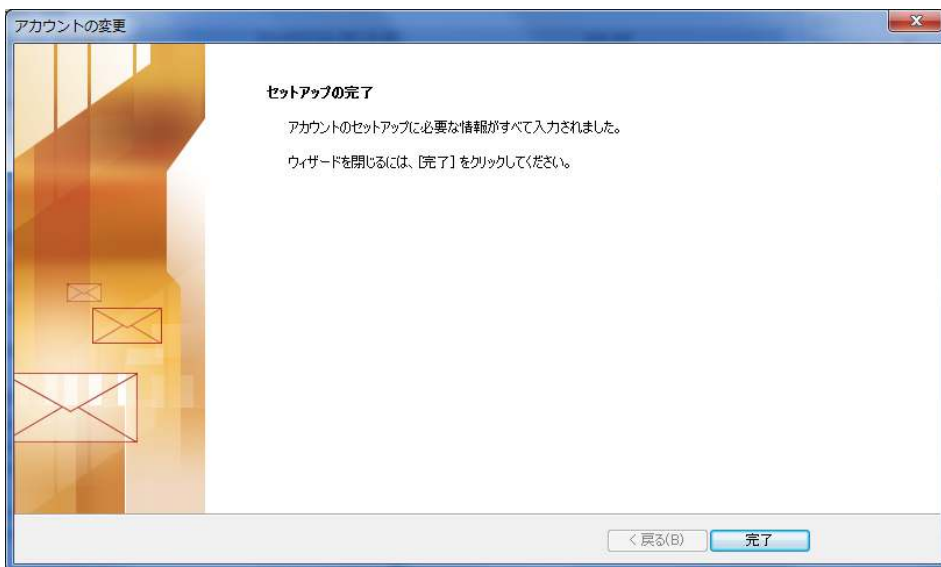 アカウントの変更
セットアップの完了
アカウントのセットアップに必要な情報がすべて入力されました。
ウィザードを閉じるには、[完了] をクリックしてください。
< 戻る(B)
完了